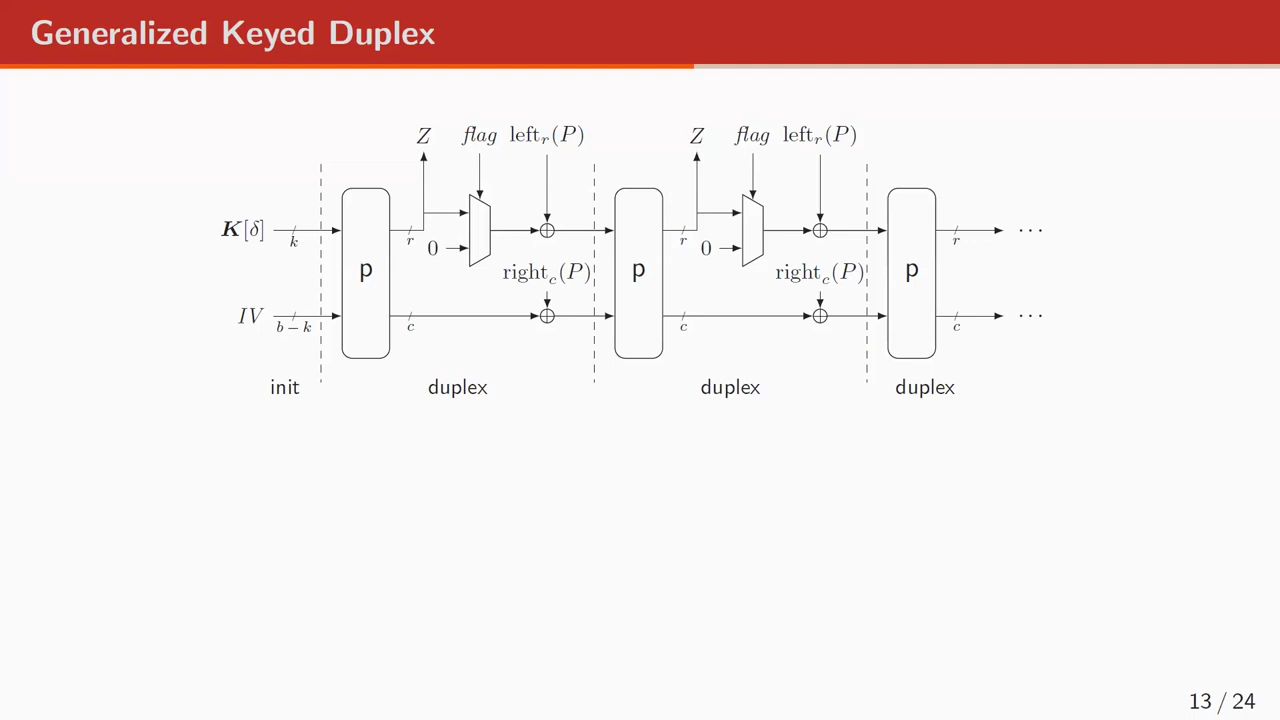 Generalized Keyed Duplex
Z flag left_r(P) Z flag left_r(P)
K[δ] k r r r ···
0 0
p p p
right_c(P) right_c(P)
IV b − k c c c ···
init duplex duplex duplex
13 / 24